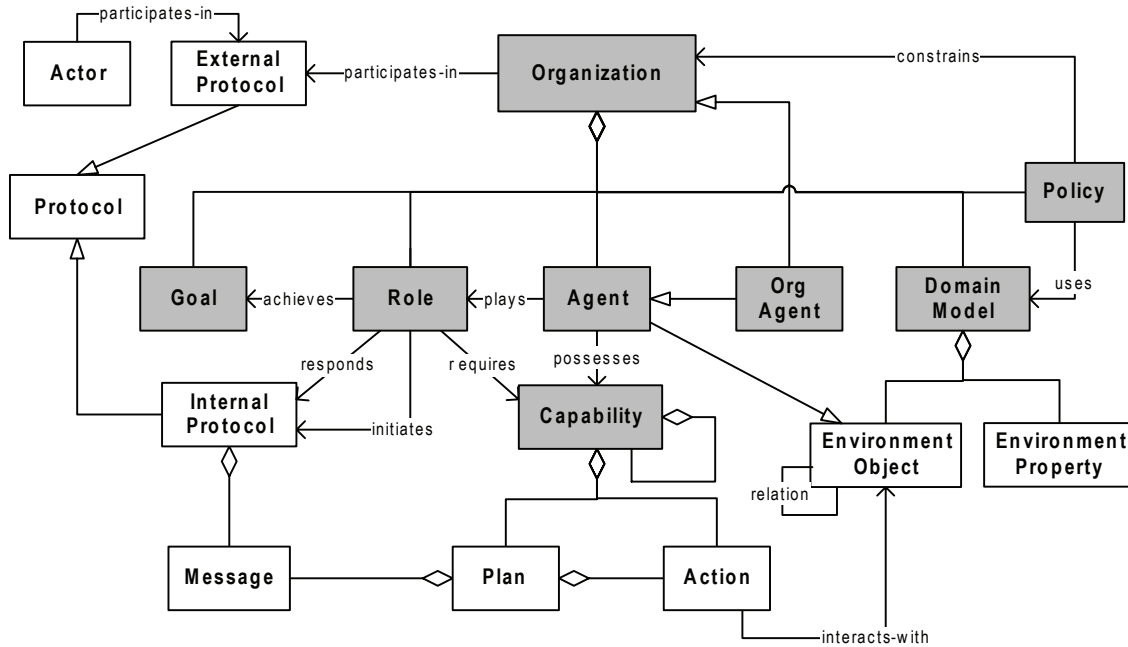 participates-in
Actor
External
Protocol
participates-in
Organization
constrains
Protocol
Policy
Goal
achieves
Role
plays
Agent
Org
Agent
Domain
Model
uses
responds
requires
possesses
Internal
Protocol
initiates
Capability
Environment
Object
Environment
Property
relation
Message
Plan
Action
interacts-with